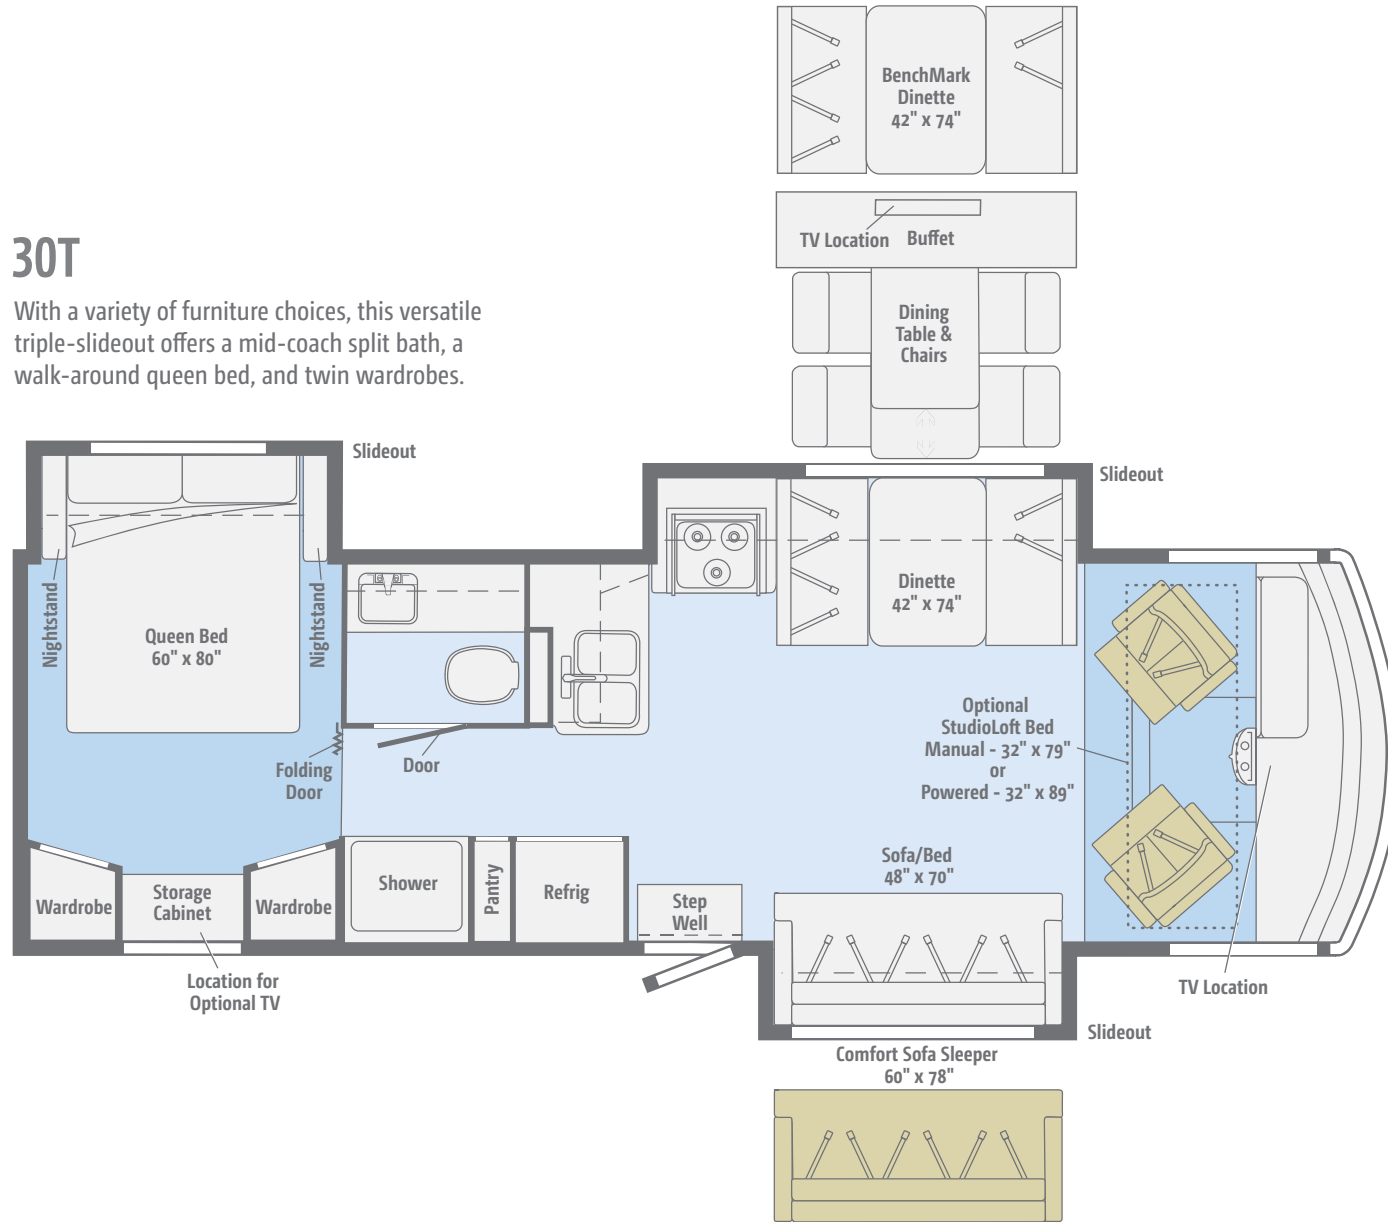 BenchMark
Dinette
42" x 74"
TV Location
Buffet
30T
With a variety of furniture choices, this versatile
triple-slideout offers a mid-coach split bath, a
walk-around queen bed, and twin wardrobes.
Dining
Table &
Chairs
Slideout
Slideout
Nightstand
Queen Bed
60" x 80"
Nightstand
Dinette
42" x 74"
Folding
Door
Door
Optional
StudioLoft Bed
Manual - 32" x 79"
or
Powered - 32" x 89"
Wardrobe
Storage
Cabinet
Wardrobe
Shower
Pantry
Refrig
Step
Well
Sofa/Bed
48" x 70"
Location for
Optional TV
TV Location
Slideout
Comfort Sofa Sleeper
60" x 78"